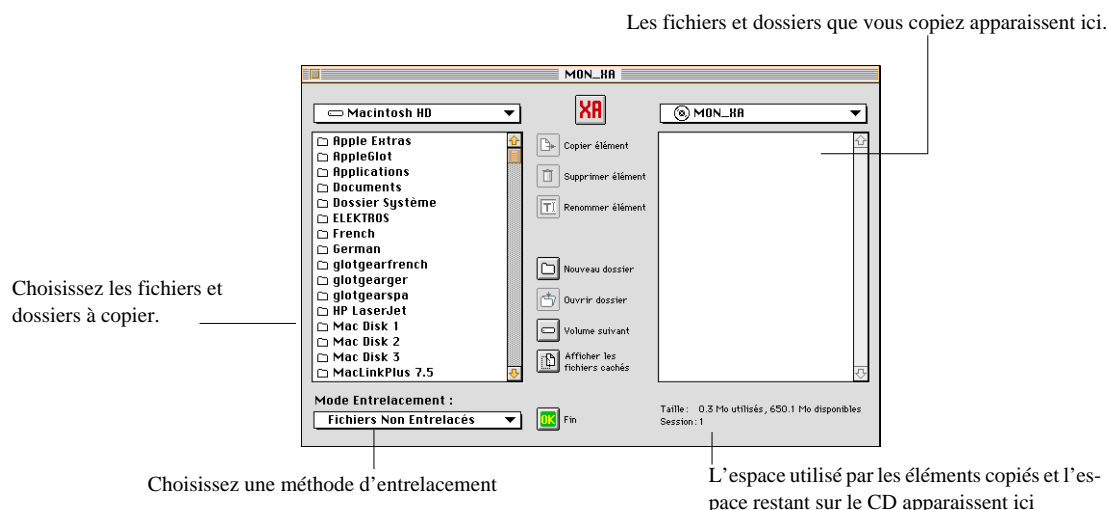 Les fichiers et dossiers que vous copiez apparaissent ici.
MON_XA
Macintosh HD
XA
MON_XA
Apple Extras
AppleGlot
Applications
Documents
Dossier Système
ELEKTROS
French
German
glotgearfrench
glotgearger
glotgearspa
HP LaserJet
Mac Disk 1
Mac Disk 2
Mac Disk 3
MacLinkPlus 7.5
Copier élément
Supprimer élément
Renommer élément
Nouveau dossier
Ouvrir dossier
Volume suivant
Afficher les
fichiers cachés
Choisissez les fichiers et
dossiers à copier.
Mode Entrelacement :
Fichiers Non Entrelacés
OK Fin
Taille : 0.3 Mo utilisés, 650.1 Mo disponibles
Session : 1
Choisissez une méthode d'entrelacement
L'espace utilisé par les éléments copiés et l'es-
pace restant sur le CD apparaissent ici